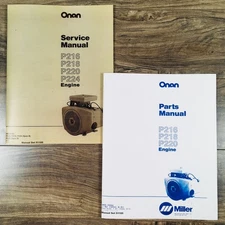 Onan
Service
Manual
P216
P218
P220
P224
Engine
Onan
Parts
Manual
P216
P218
P220
Engine
Miller